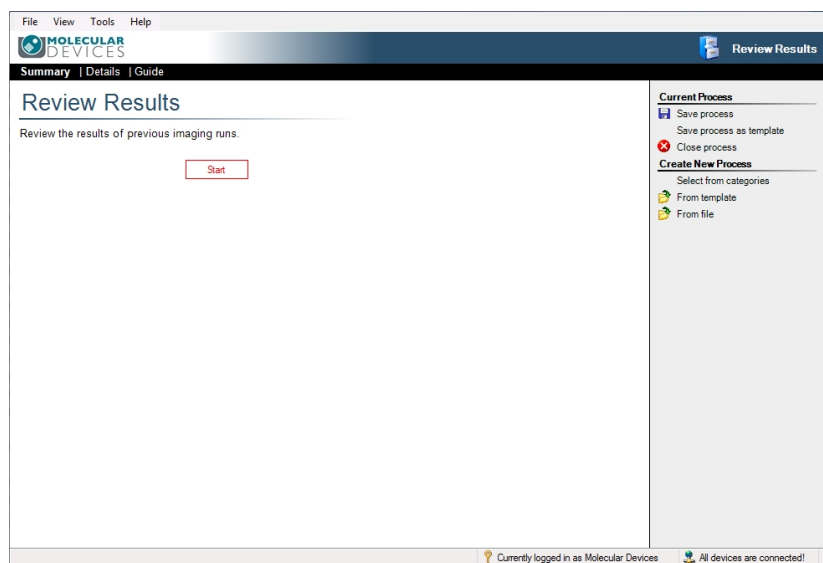 File View Tools Help
MOLECULAR
DEVICES
Review Results
Summary | Details | Guide
Review Results
Review the results of previous imaging runs.
Start
Current Process
Save process
Save process as template
Close process
Create New Process
Select from categories
From template
From file
Currently logged in as Molecular Devices
All devices are connected!